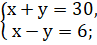 x + y = 30,
x − y = 6;